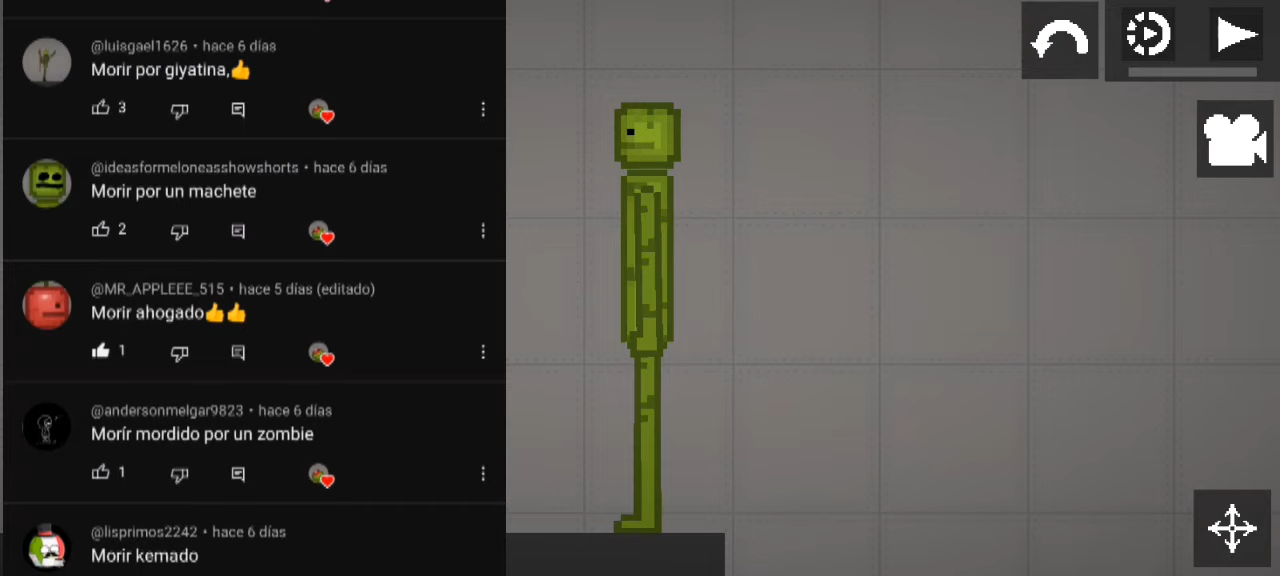 @luisgael1626 • hace 6 días
Morir por giyatina,👍
3
@ideasformeloneasshowshorts • hace 6 días
Morir por un machete
2
@MR_APPLEEE_515 • hace 5 días (editado)
Morir ahogado👍👍
1
@andersonmelgar9823 • hace 6 días
Morír mordido por un zombie
1
@lisprimos2242 • hace 6 días
Morir kemado